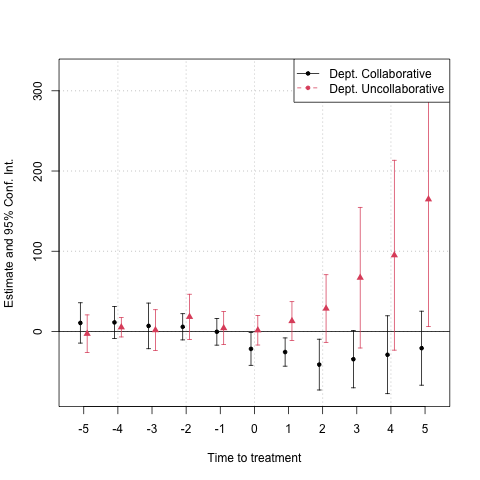 Dept. Collaborative
Dept. Uncollaborative
Estimate and 95% Conf. Int.
300
200
100
0
-5 -4 -3 -2 -1 0 1 2 3 4 5
Time to treatment